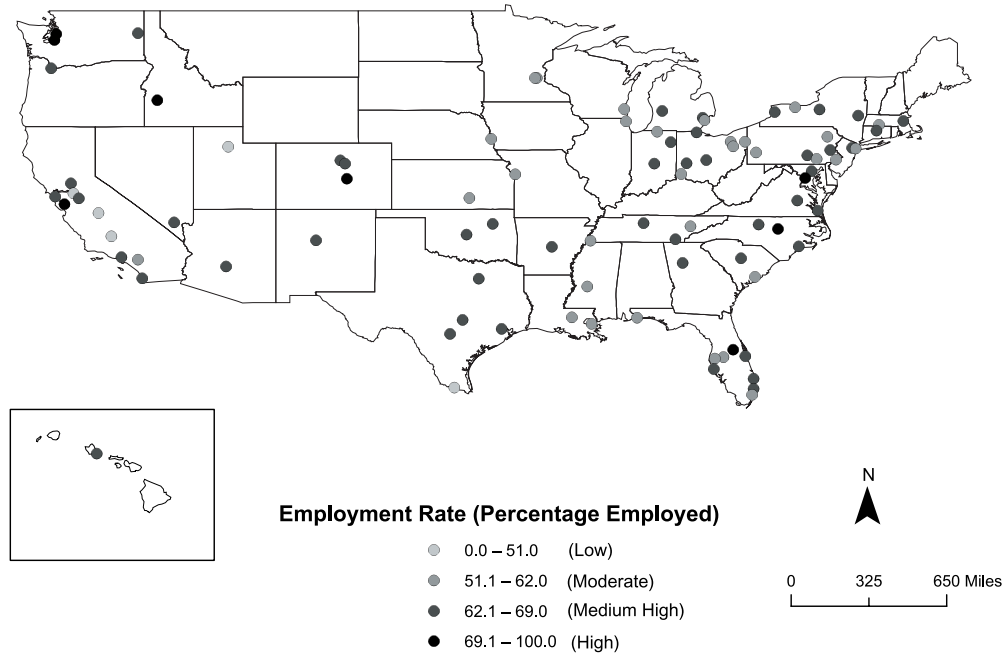 N
Employment Rate (Percentage Employed)
0.0 – 51.0 (Low)
51.1 – 62.0 (Moderate)
62.1 – 69.0 (Medium High)
69.1 – 100.0 (High)
0 325 650 Miles